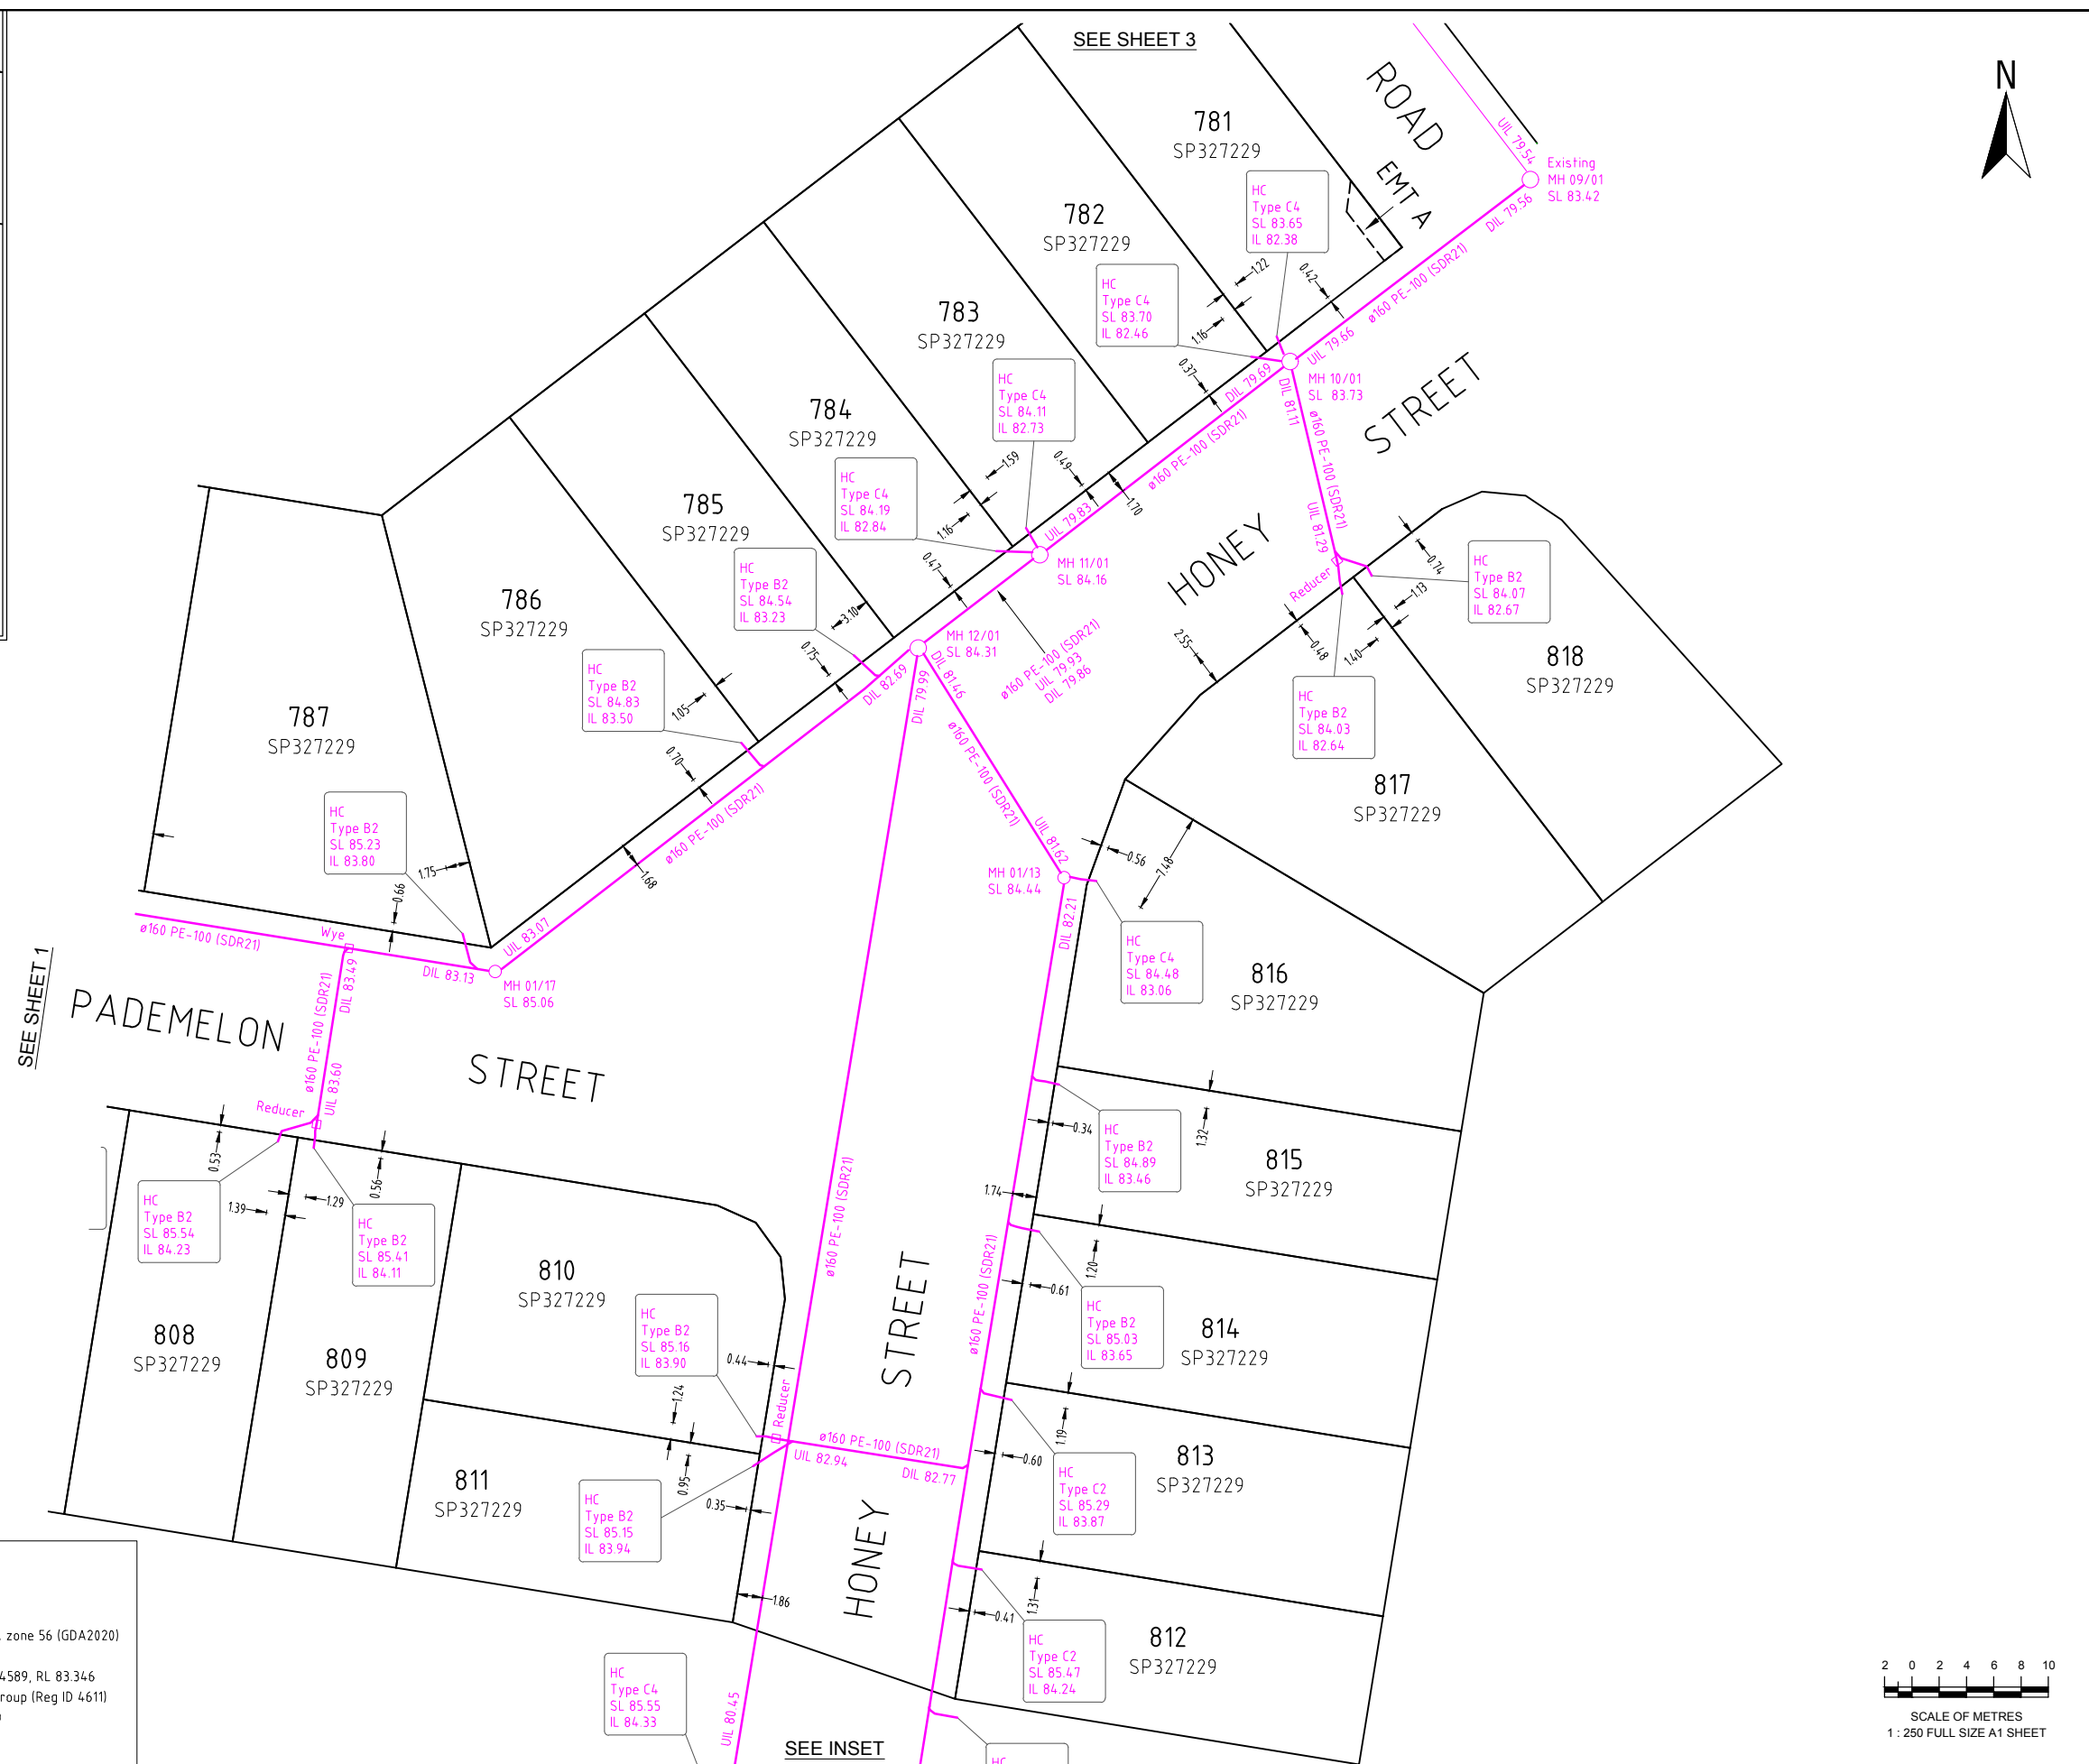 SEE SHEET 3
N
ROAD
EMT A
UIL 79.54
Existing
MH 09/01
SL 83.42
DIL 79.56
ø160 PE-100 (SDR21)
781
SP327229
HC
Type C4
SL 83.65
IL 82.38
1.22
0.42
782
SP327229
HC
Type C4
SL 83.70
IL 82.46
1.16
0.37
UIL 79.66
DIL 79.69
MH 10/01
SL 83.73
DIL 81.11
ø160 PE-100 (SDR21)
UIL 81.29
STREET
HONEY
783
SP327229
HC
Type C4
SL 84.11
IL 82.73
1.59
0.49
1.70
ø160 PE-100 (SDR21)
UIL 79.83
784
SP327229
HC
Type C4
SL 84.19
IL 82.84
1.16
0.47
MH 11/01
SL 84.16
785
SP327229
HC
Type B2
SL 84.54
IL 83.23
3.10
0.75
MH 12/01
SL 84.31
ø160 PE-100 (SDR21)
UIL 79.93
DIL 79.86
DIL 82.69
DIL 79.99
DIL 81.46
ø160 PE-100 (SDR21)
UIL 81.62
786
SP327229
HC
Type B2
SL 84.83
IL 83.50
1.05
0.70
ø160 PE-100 (SDR21)
1.68
UIL 83.07
787
SP327229
HC
Type B2
SL 85.23
IL 83.80
1.75
0.66
Reducer
0.74
1.13
HC
Type B2
SL 84.07
IL 82.67
2.55
0.48
1.40
818
SP327229
HC
Type B2
SL 84.03
IL 82.64
817
SP327229
MH 01/13
SL 84.44
0.56
7.48
DIL 82.21
HC
Type C4
SL 84.48
IL 83.06
816
SP327229
SEE SHEET 1
ø160 PE-100 (SDR21)
Wye
DIL 83.13
MH 01/17
SL 85.06
DIL 83.49
ø160 PE-100 (SDR21)
UIL 83.60
PADEMELON
STREET
Reducer
0.53
0.56
1.39
1.29
HC
Type B2
SL 85.54
IL 84.23
HC
Type B2
SL 85.41
IL 84.11
808
SP327229
809
SP327229
810
SP327229
HC
Type B2
SL 85.16
IL 83.90
0.44
1.24
Reducer
ø160 PE-100 (SDR21)
STREET
HONEY
0.34
HC
Type B2
SL 84.89
IL 83.46
1.32
815
SP327229
1.74
0.61
1.20
HC
Type B2
SL 85.03
IL 83.65
814
SP327229
ø160 PE-100 (SDR21)
0.60
1.19
HC
Type C2
SL 85.29
IL 83.87
813
SP327229
ø160 PE-100 (SDR21)
UIL 82.94
DIL 82.77
811
SP327229
0.95
0.35
HC
Type B2
SL 85.15
IL 83.94
1.86
0.41
1.31
HC
Type C2
SL 85.47
IL 84.24
812
SP327229
HC
Type C4
SL 85.55
IL 84.33
UIL 80.45
SEE INSET
HC
zone 56 (GDA2020)
4589, RL 83.346
roup (Reg ID 4611)
2 0 2 4 6 8 10
SCALE OF METRES
1 : 250 FULL SIZE A1 SHEET